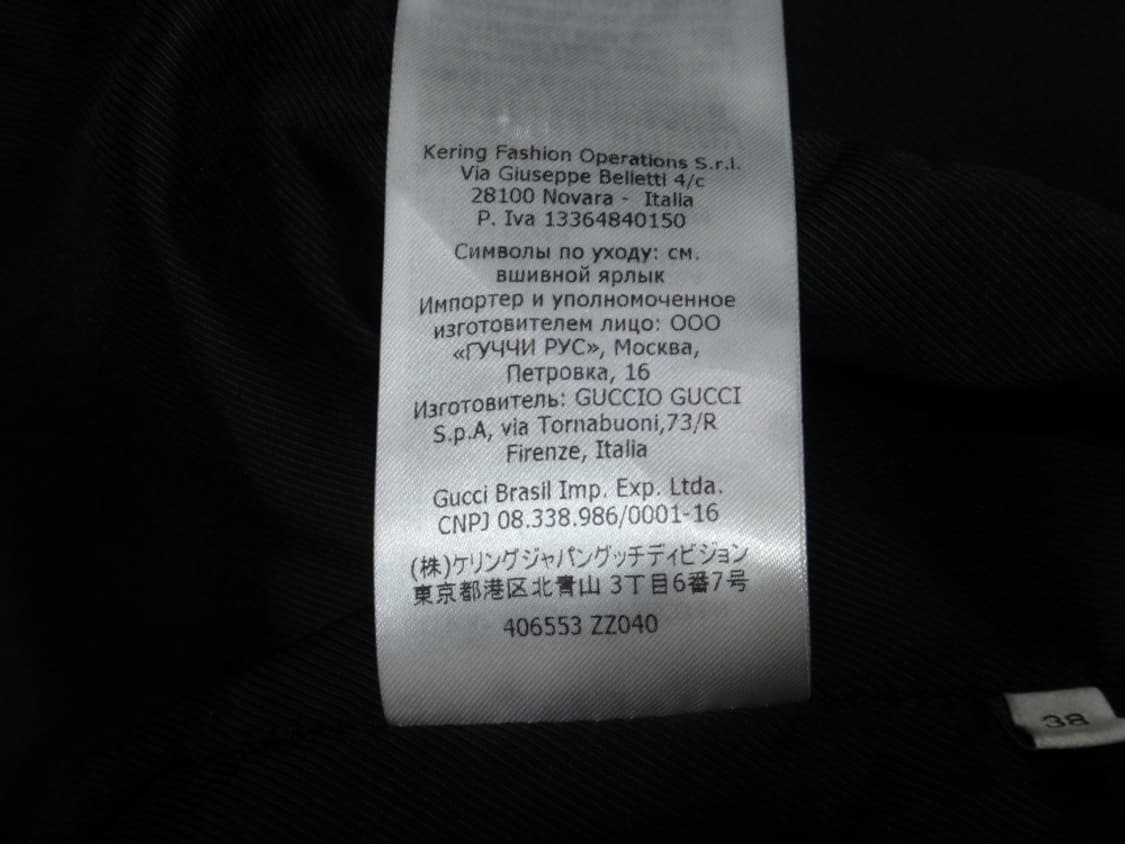 Kering Fashion Operations S.r.l.
Via Giuseppe Belletti 4/c
28100 Novara - Italia
P. Iva 13364840150
Символы по уходу: см.
вшивной ярлык
Импортер и уполномоченное
изготовителем лицо: ООО
«ГУЧЧИ РУС», Москва,
Петровка, 16
Изготовитель: GUCCIO GUCCI
S.p.A, via Tornabuoni,73/R
Firenze, Italia
Gucci Brasil Imp. Exp. Ltda.
CNPJ 08.338.986/0001-16
(株)ケリングジャパングッチディビジョン
東京都港区北青山 3丁目6番7号
406553 ZZ040
38